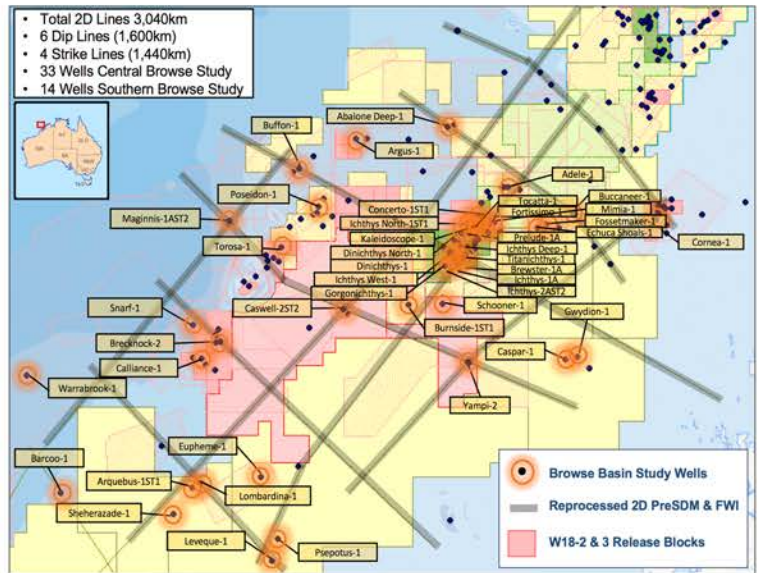 • Total 2D Lines 3,040km
• 6 Dip Lines (1,600km)
• 4 Strike Lines (1,440km)
• 33 Wells Central Browse Study
• 14 Wells Southern Browse Study
Abalone Deep-1
Buffon-1
Argus-1
Adele-1
Poseidon-1
Tocatta-1
Buccaneer-1
Concerto-1ST1
Fortissimo-1
Mimia-1
Maginnis-1AST2
Ichthys North-1ST1
Fossetmaker-1
Prelude-1A
Echuca Shoals-1
Kaleidoscope-1
Cornea-1
Torosa-1
Ichthys Deep-1
Dinichthys North-1
Titanichthys-1
Dinichthys-1
Brewster-1A
Ichthys West-1
Ichthys-1A
Gorgonichthys-1
Ichthys-2AST2
Snarf-1
Caswell-2ST2
Schooner-1
Gwydion-1
Burnside-1ST1
Brecknock-2
Caspar-1
Calliance-1
Warrabrook-1
Yampi-2
Eupheme-1
Barcoo-1
Arquebus-1ST1
Lombardina-1
Browse Basin Study Wells
Sheherazade-1
Reprocessed 2D PreSDM & FWI
Leveque-1
Psepotus-1
W18-2 & 3 Release Blocks